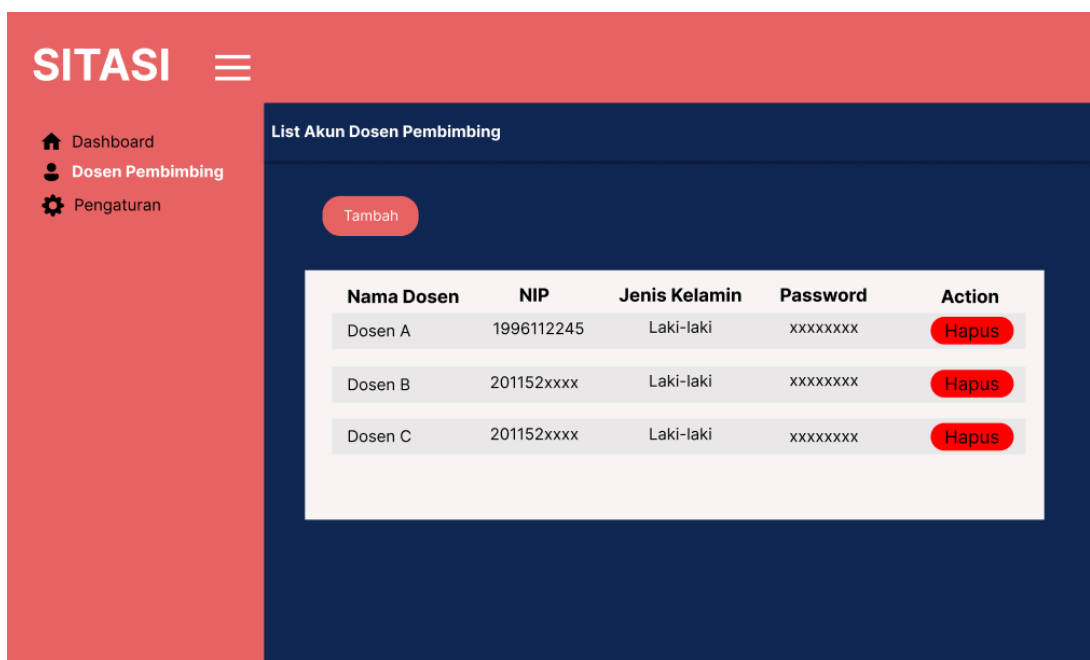 SITASI
Dashboard
Dosen Pembimbing
Pengaturan
List Akun Dosen Pembimbing
Tambah
Nama Dosen NIP Jenis Kelamin Password Action
Dosen A 1996112245 Laki-laki xxxxxxxx Hapus
Dosen B 201152xxxx Laki-laki xxxxxxxx Hapus
Dosen C 201152xxxx Laki-laki xxxxxxxx Hapus